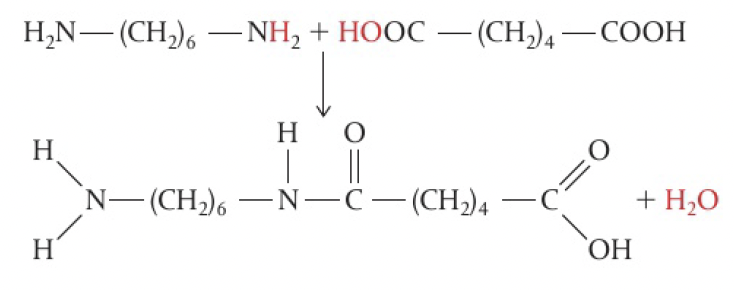 H₂N—(CH₂)₆—NH₂ + HOOC—(CH₂)₄—COOH
H O
H O
N—(CH₂)₆—N—C—(CH₂)₄—C + H₂O
H OH